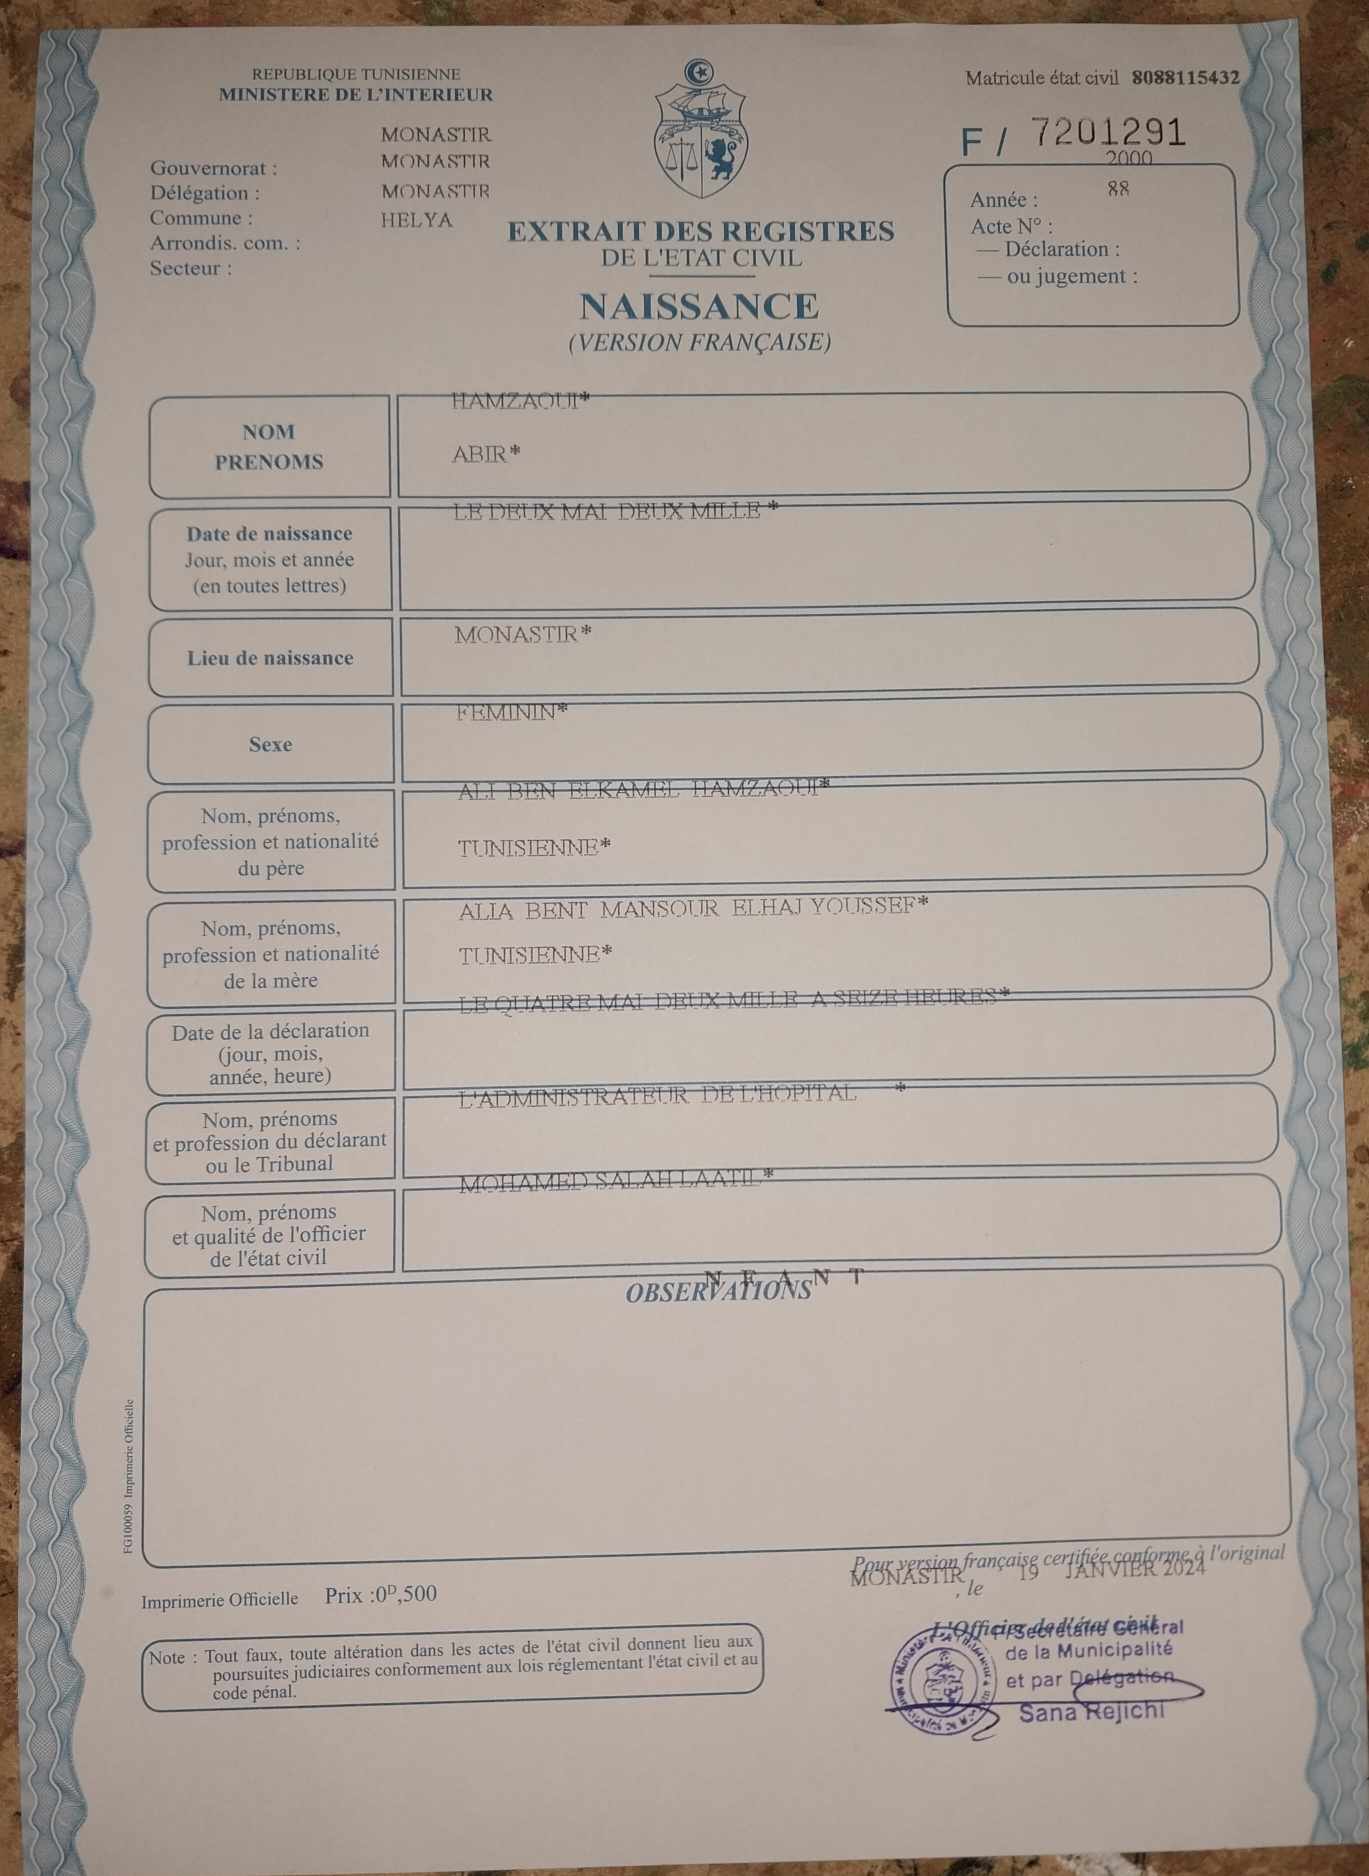 REPUBLIQUE TUNISIENNE
MINISTERE DE L'INTERIEUR
Matricule état civil 8088115432
F / 7201291
MONASTIR
Gouvernorat : MONASTIR
Délégation : MONASTIR
Commune : HELYA
Arrondis. com. :
Secteur :
2000
Année : 88
Acte N° :
— Déclaration :
— ou jugement :
EXTRAIT DES REGISTRES
DE L'ETAT CIVIL
NAISSANCE
(VERSION FRANÇAISE)
NOM
PRENOMS
HAMZAOUI*
ABIR*
Date de naissance
Jour, mois et année
(en toutes lettres)
LE DEUX MAI DEUX MILLE *
Lieu de naissance
MONASTIR*
Sexe
FEMININ*
Nom, prénoms,
profession et nationalité
du père
ALI BEN ELKAMEL HAMZAOUI*
TUNISIENNE*
Nom, prénoms,
profession et nationalité
de la mère
ALIA BENT MANSOUR ELHAJ YOUSSEF*
TUNISIENNE*
Date de la déclaration
(jour, mois,
année, heure)
LE QUATRE MAI DEUX MILLE A SEIZE HEURES*
Nom, prénoms
et profession du déclarant
ou le Tribunal
L'ADMINISTRATEUR DE L'HOPITAL *
Nom, prénoms
et qualité de l'officier
de l'état civil
MOHAMED SALAH LAATIL*
OBSERVATIONS
N E A N T
FG100059 Imprimerie Officielle
Pour version française certifiée conforme à l'original
MONASTIR , le 19 JANVIER 2024
Imprimerie Officielle Prix :0D,500
Note : Tout faux, toute altération dans les actes de l'état civil donnent lieu aux
poursuites judiciaires conformement aux lois réglementant l'état civil et au
code pénal.
L'Officier de l'état civil
P/Secrétaire Général
de la Municipalité
et par Delégation
Sana Rejichi